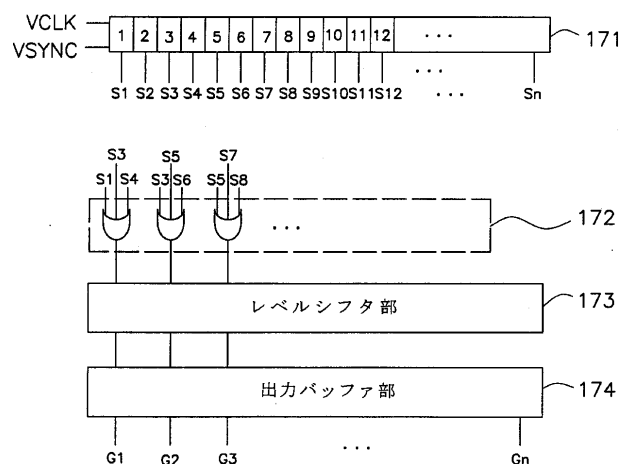 VCLK
VSYNC
1 2 3 4 5 6 7 8 9 10 11 12 ...
171
...
S1 S2 S3 S4 S5 S6 S7 S8 S9 S10 S11 S12 ... Sn
S3 S5 S7
S1 S4 S3 S6 S5 S8
... 172
レベルシフタ部 173
出力バッファ部 174
G1 G2 G3 ... Gn